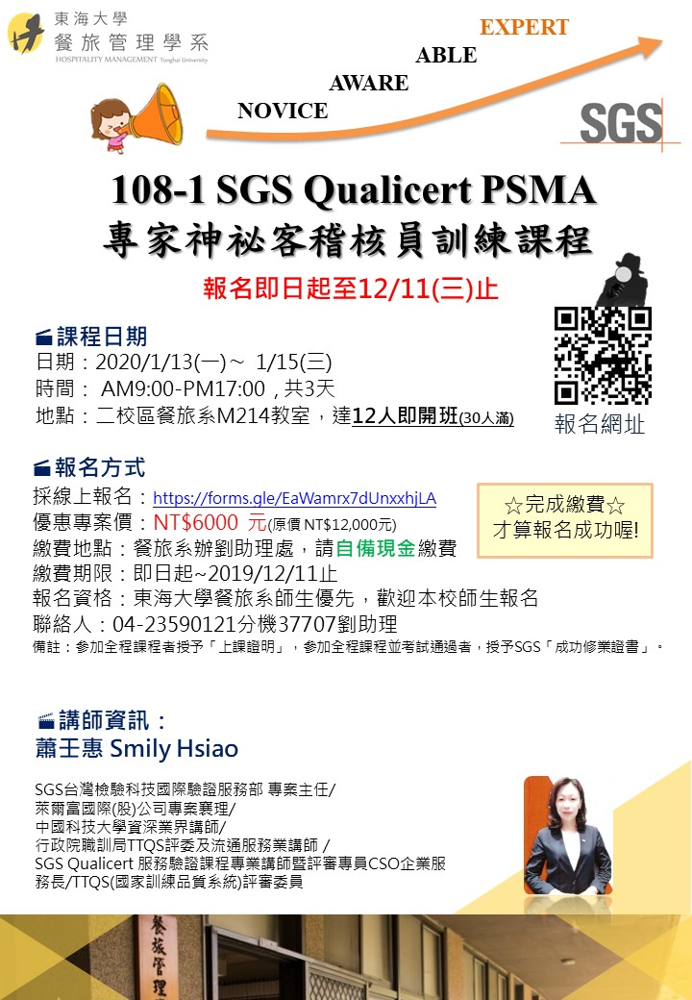 東海大學
餐旅管理學系
HOSPITALITY MANAGEMENT Tunghai University
EXPERT
ABLE
AWARE
NOVICE
SGS
108-1 SGS Qualicert PSMA
專家神祕客稽核員訓練課程
報名即日起至12/11(三)止
課程日期
日期：2020/1/13(一)～ 1/15(三)
時間： AM9:00-PM17:00 , 共3天
地點：二校區餐旅系M214教室，達12人即開班(30人滿)
報名網址
報名方式
採線上報名：https://forms.gle/EaWamrx7dUnxxhjLA
優惠專案價：NT$6000 元(原價 NT$12,000元)
繳費地點：餐旅系辦劉助理處，請自備現金繳費
繳費期限：即日起~2019/12/11止
報名資格：東海大學餐旅系師生優先，歡迎本校師生報名
聯絡人：04-23590121分機37707劉助理
備註：參加全程課程者授予「上課證明」，參加全程課程並考試通過者，授予SGS「成功修業證書」。
☆完成繳費☆
才算報名成功喔!
講師資訊：
蕭壬惠 Smily Hsiao
SGS台灣檢驗科技國際驗證服務部 專案主任/
萊爾富國際(股)公司專案襄理/
中國科技大學資深業界講師/
行政院職訓局TTQS評委及流通服務業講師 /
SGS Qualicert 服務驗證課程專業講師暨評審專員CSO企業服
務長/TTQS(國家訓練品質系統)評審委員
餐旅管理